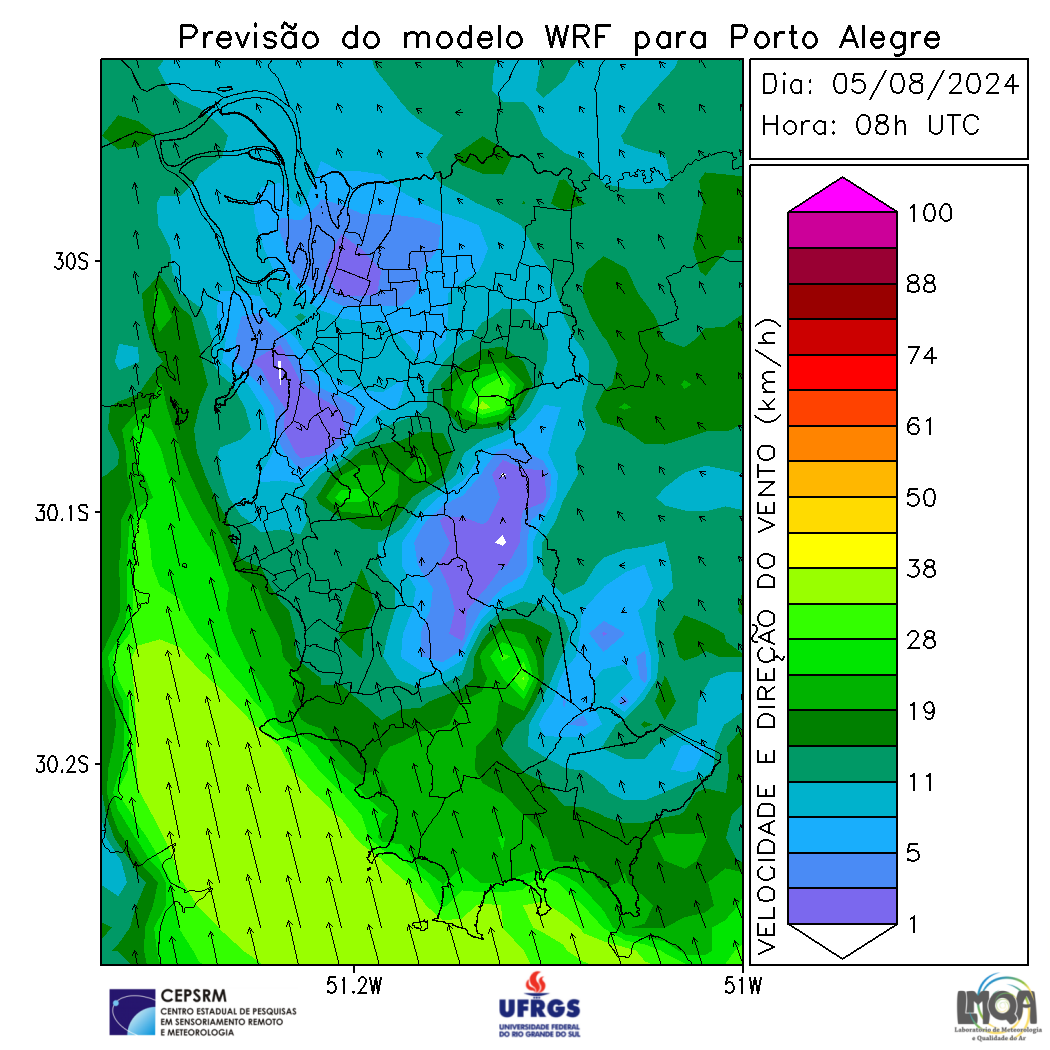 Previsão do modelo WRF para Porto Alegre
Dia: 05/08/2024
Hora: 08h UTC
30S
30.1S
30.2S
51.2W
51W
VELOCIDADE E DIREÇÃO DO VENTO (km/h)
100
88
74
61
50
38
28
19
11
5
1
CEPSRM
CENTRO ESTADUAL DE PESQUISAS
EM SENSORIAMENTO REMOTO
E METEOROLOGIA
UFRGS
UNIVERSIDADE FEDERAL
DO RIO GRANDE DO SUL
LMQA
Laboratório de Meteorologia
e Qualidade do Ar